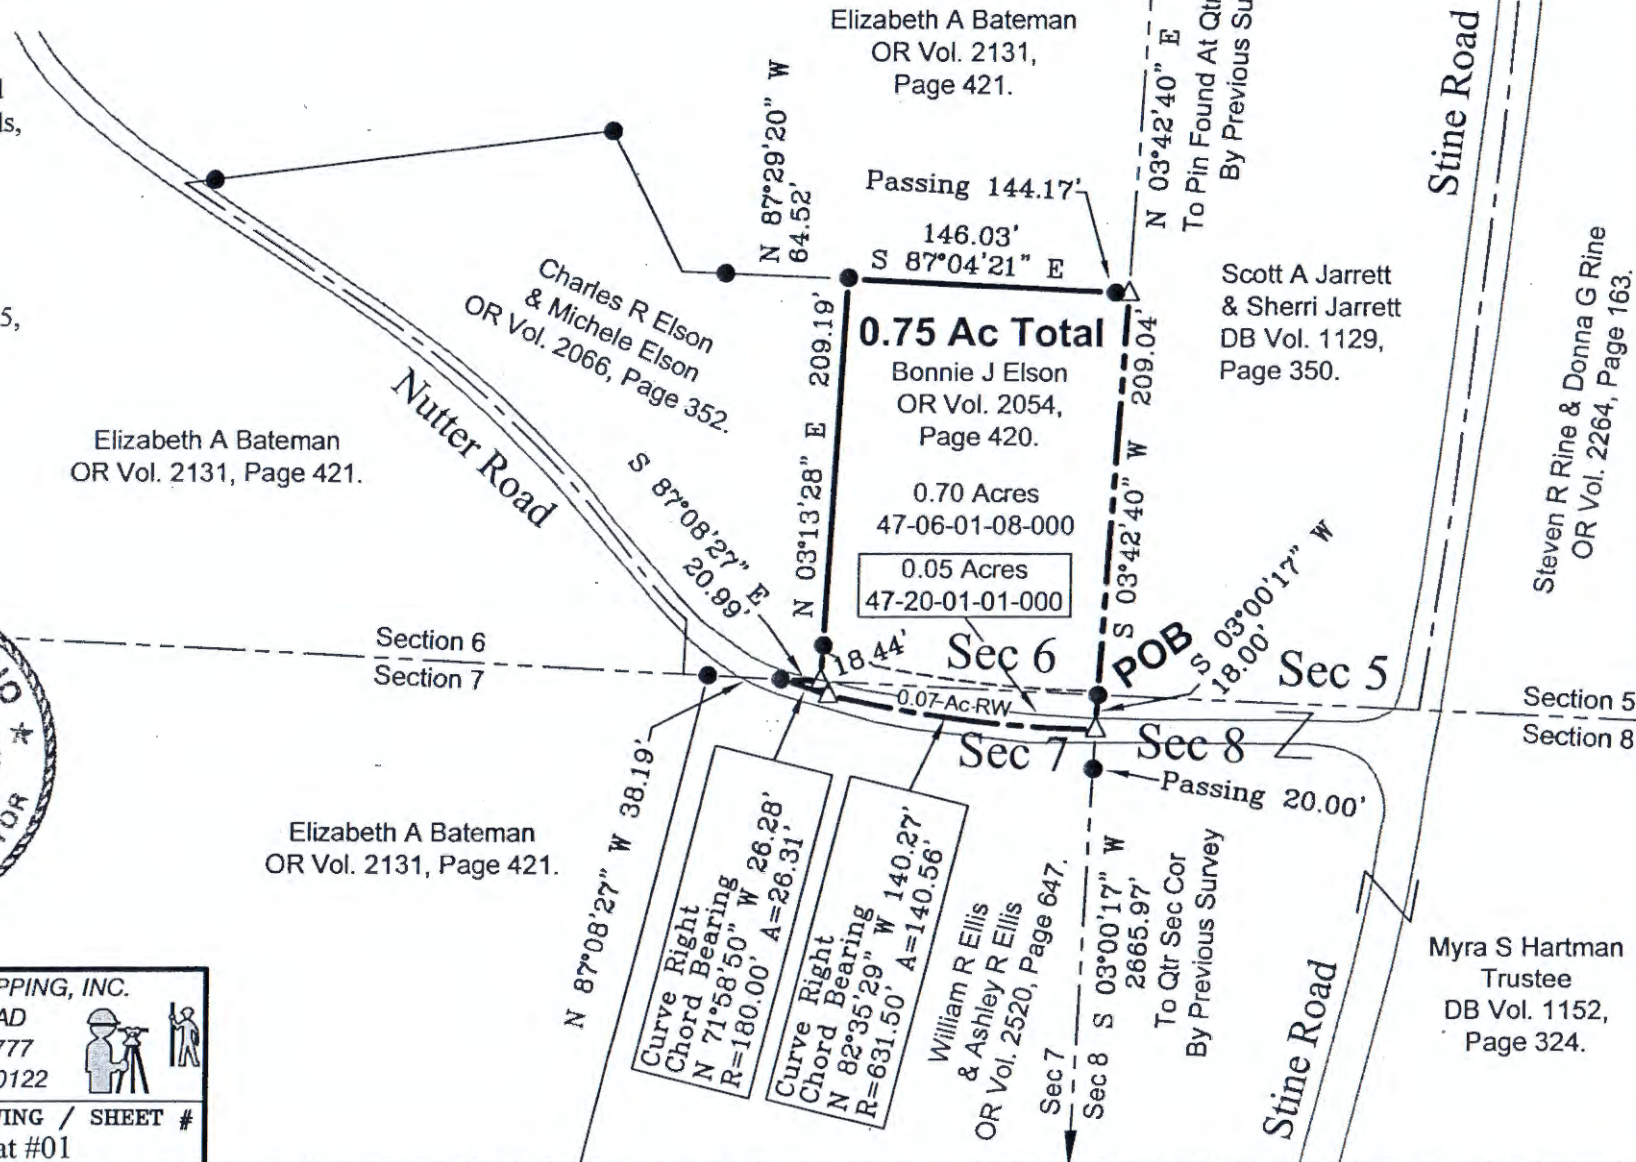 Elizabeth A Bateman
OR Vol. 2131,
Page 421.
N 03°42'40" E
To Pin Found At Qtr
By Previous Su
Stine Road
N 87°29'20" W
64.52'
Passing 144.17'
146.03'
S 87°04'21" E
Charles R Elson
& Michele Elson
OR Vol. 2066, Page 352.
209.19'
N 03°13'28" E
0.75 Ac Total
Bonnie J Elson
OR Vol. 2054,
Page 420.
0.70 Acres
47-06-01-08-000
0.05 Acres
47-20-01-01-000
209.04'
S 03°42'40" W
Scott A Jarrett
& Sherri Jarrett
DB Vol. 1129,
Page 350.
Steven R Rine & Donna G Rine
OR Vol. 2264, Page 163.
ls,
5,
Nutter Road
Elizabeth A Bateman
OR Vol. 2131, Page 421.
S 87°08'27" E
20.99'
Section 6
Section 7
18.44'
Sec 6
POB
S 03°00'17" W
18.00'
Sec 5
Section 5
Section 8
0.07-Ac-RW
Sec 7
Sec 8
Passing 20.00'
N 87°08'27" W 38.19'
Elizabeth A Bateman
OR Vol. 2131, Page 421.
Curve Right
Chord Bearing
N 71°58'50" W 26.28'
R=180.00' A=26.31'
Curve Right
Chord Bearing
N 82°35'29" W 140.27'
R=631.50' A=140.56'
William R Ellis
& Ashley R Ellis
OR Vol. 2520, Page 647.
Sec 7
Sec 8
S 03°00'17" W
2665.97'
To Qtr Sec Cor
By Previous Survey
Myra S Hartman
Trustee
DB Vol. 1152,
Page 324.
Stine Road
PPING, INC.
AD
777
0122
ING / SHEET #
at #01